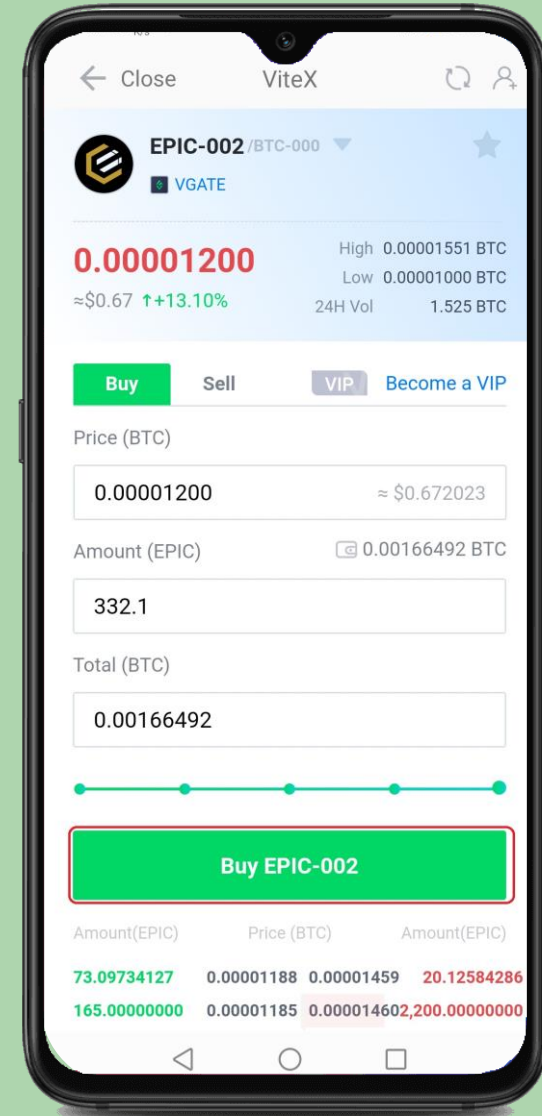 K/s
Close ViteX
EPIC-002/BTC-000
VGATE
0.00001200 High 0.00001551 BTC
Low 0.00001000 BTC
≈$0.67 ↑+13.10% 24H Vol 1.525 BTC
Buy Sell VIP Become a VIP
Price (BTC)
0.00001200 ≈ $0.672023
Amount (EPIC) 0.00166492 BTC
332.1
Total (BTC)
0.00166492
Buy EPIC-002
Amount(EPIC) Price (BTC) Amount(EPIC)
73.09734127 0.00001188 0.00001459 20.12584286
165.00000000 0.00001185 0.00001460 2,200.00000000